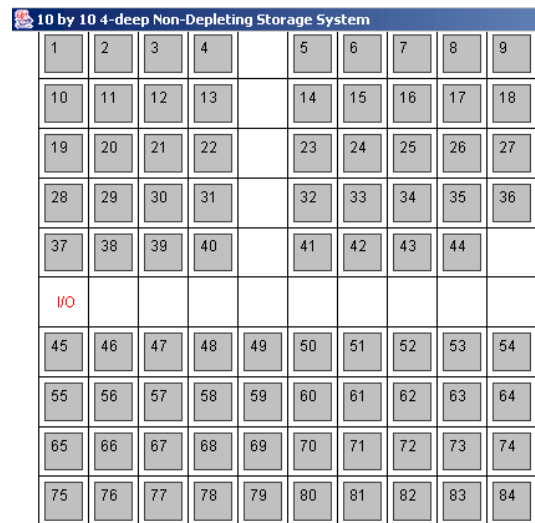 10 by 10 4-deep Non-Depleting Storage System
1 2 3 4 5 6 7 8 9
10 11 12 13 14 15 16 17 18
19 20 21 22 23 24 25 26 27
28 29 30 31 32 33 34 35 36
37 38 39 40 41 42 43 44
I/O
45 46 47 48 49 50 51 52 53 54
55 56 57 58 59 60 61 62 63 64
65 66 67 68 69 70 71 72 73 74
75 76 77 78 79 80 81 82 83 84